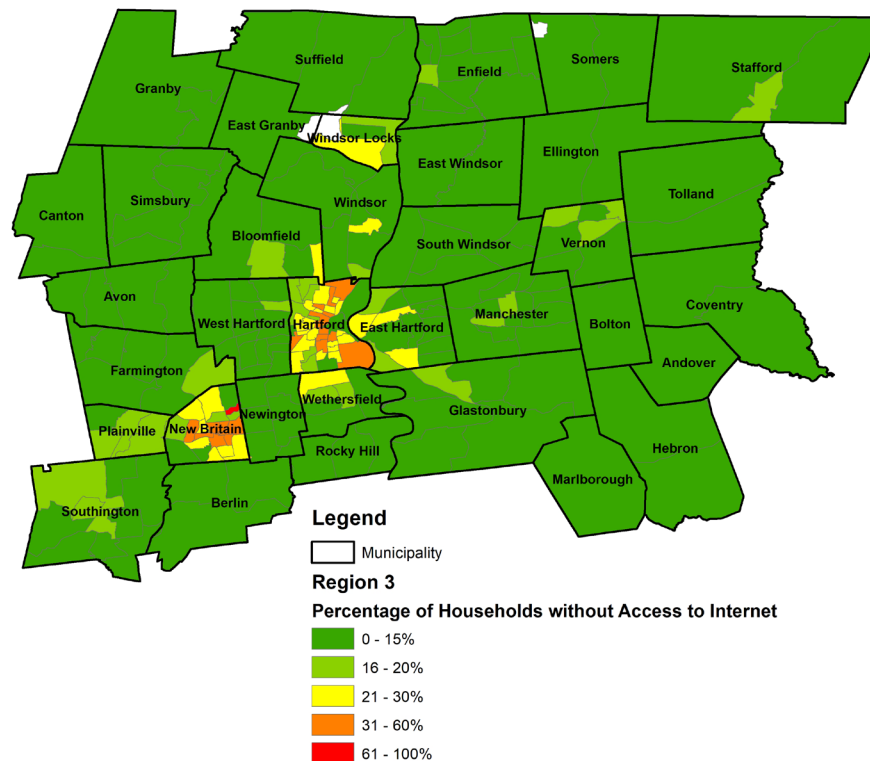 Suffield
Enfield
Somers
Stafford
Granby
East Granby
Windsor Locks
East Windsor
Ellington
Tolland
Simsbury
Canton
Windsor
Bloomfield
South Windsor
Vernon
Avon
West Hartford
Hartford
East Hartford
Manchester
Bolton
Coventry
Andover
Farmington
Wethersfield
Glastonbury
Newington
Plainville
New Britain
Rocky Hill
Hebron
Marlborough
Southington
Berlin
Legend
Municipality
Region 3
Percentage of Households without Access to Internet
0 - 15%
16 - 20%
21 - 30%
31 - 60%
61 - 100%